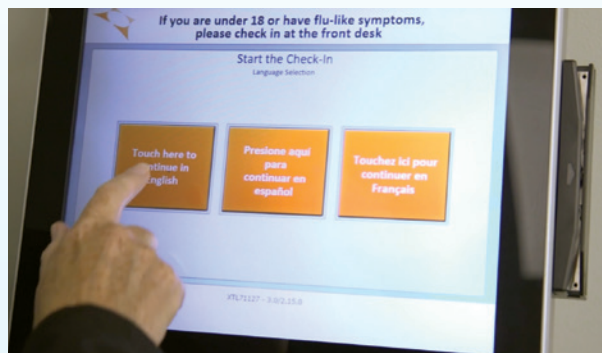 If you are under 18 or have flu-like symptoms,
please check in at the front desk
Start the Check-In
Language Selection
Touch here to
continue in
English
Presione aquí
para
continuar en
español
Touchez ici pour
continuer en
Français